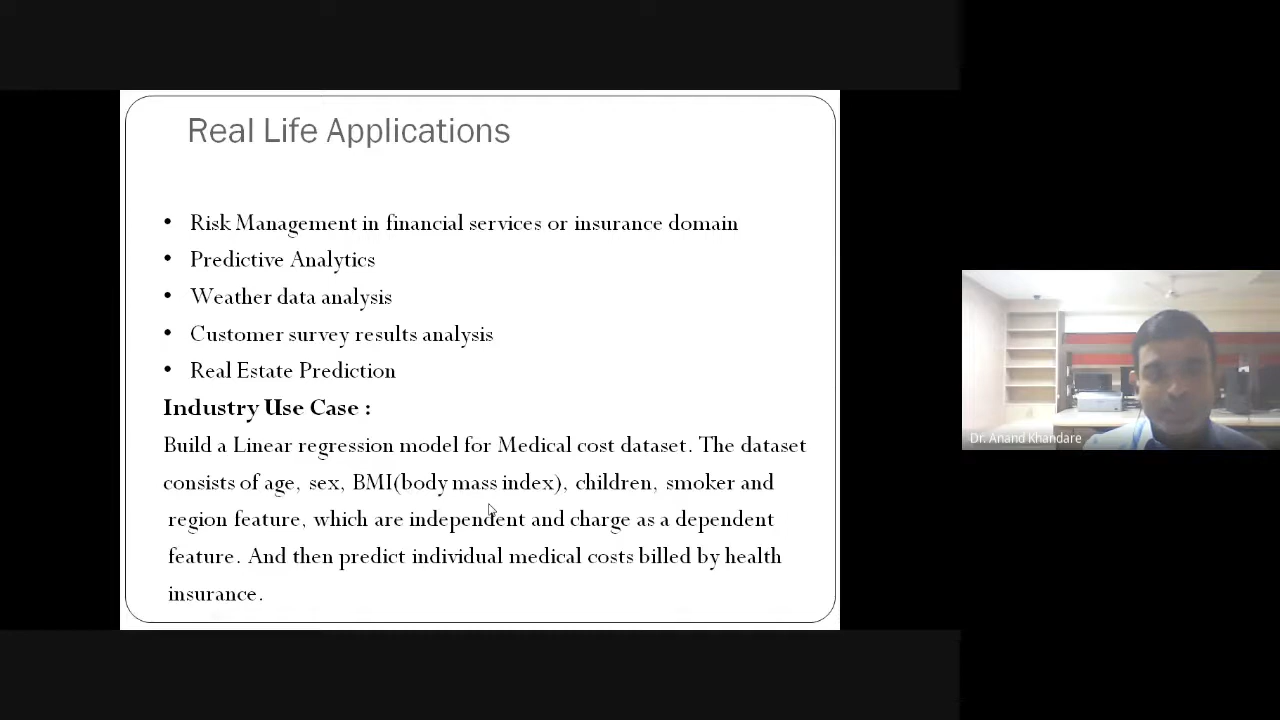 Real Life Applications
• Risk Management in financial services or insurance domain
• Predictive Analytics
• Weather data analysis
• Customer survey results analysis
• Real Estate Prediction
Industry Use Case :
Build a Linear regression model for Medical cost dataset. The dataset
consists of age, sex, BMI(body mass index), children, smoker and
region feature, which are independent and charge as a dependent
feature. And then predict individual medical costs billed by health
insurance.
Dr. Anand Khandare